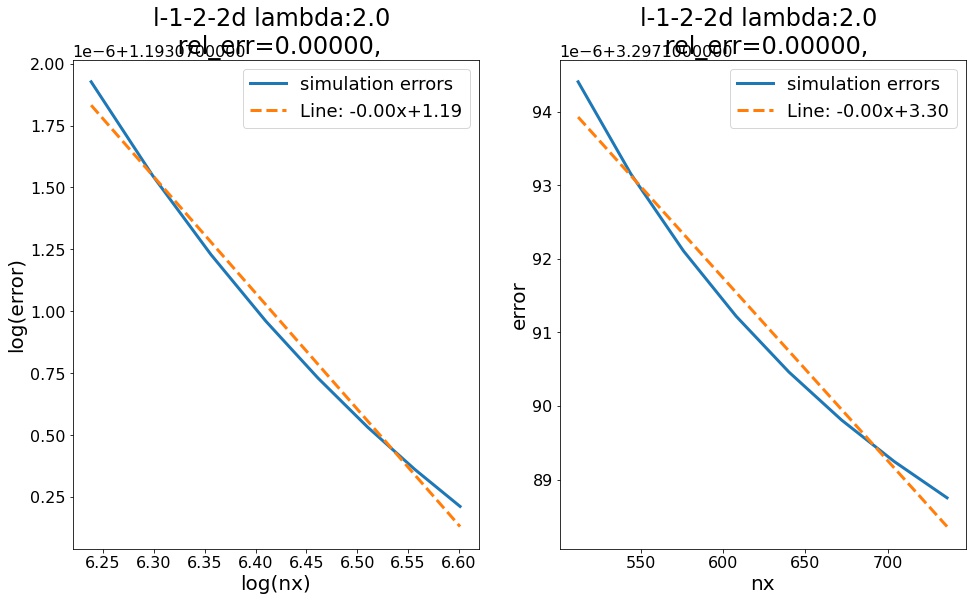 l-1-2-2d lambda:2.0
rel_err=0.00000,
1e−6+1.1930700000
simulation errors
Line: -0.00x+1.19
2.00
1.75
1.50
1.25
1.00
0.75
0.50
0.25
log(error)
6.25 6.30 6.35 6.40 6.45 6.50 6.55 6.60
log(nx)
l-1-2-2d lambda:2.0
rel_err=0.00000,
1e−6+3.2971000000
simulation errors
Line: -0.00x+3.30
94
93
92
91
90
89
error
550 600 650 700
nx